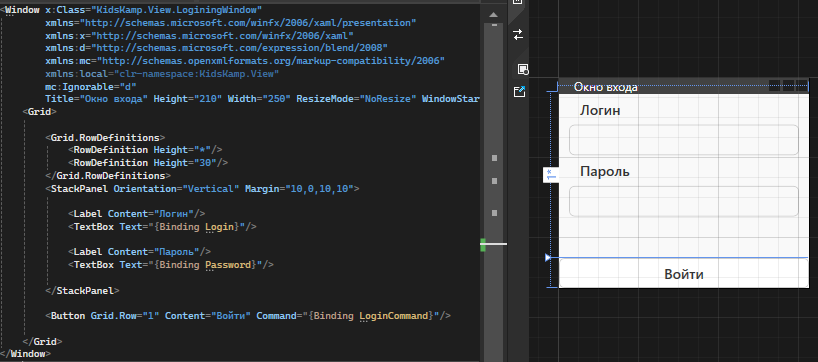 <Window x:Class="KidsKamp.View.LoginingWindow"
xmlns="http://schemas.microsoft.com/winfx/2006/xaml/presentation"
xmlns:x="http://schemas.microsoft.com/winfx/2006/xaml"
xmlns:d="http://schemas.microsoft.com/expression/blend/2008"
xmlns:mc="http://schemas.openxmlformats.org/markup-compatibility/2006"
xmlns:local="clr-namespace:KidsKamp.View"
mc:Ignorable="d"
Title="Окно входа" Height="210" Width="250" ResizeMode="NoResize" WindowStar
<Grid>
<Grid.RowDefinitions>
<RowDefinition Height="*"/>
<RowDefinition Height="30"/>
</Grid.RowDefinitions>
<StackPanel Orientation="Vertical" Margin="10,0,10,10">
<Label Content="Логин"/>
<TextBox Text="{Binding Login}"/>
<Label Content="Пароль"/>
<TextBox Text="{Binding Password}"/>
</StackPanel>
<Button Grid.Row="1" Content="Войти" Command="{Binding LoginCommand}"/>
</Grid>
</Window>
Окно входа
Логин
Пароль
1*
Войти